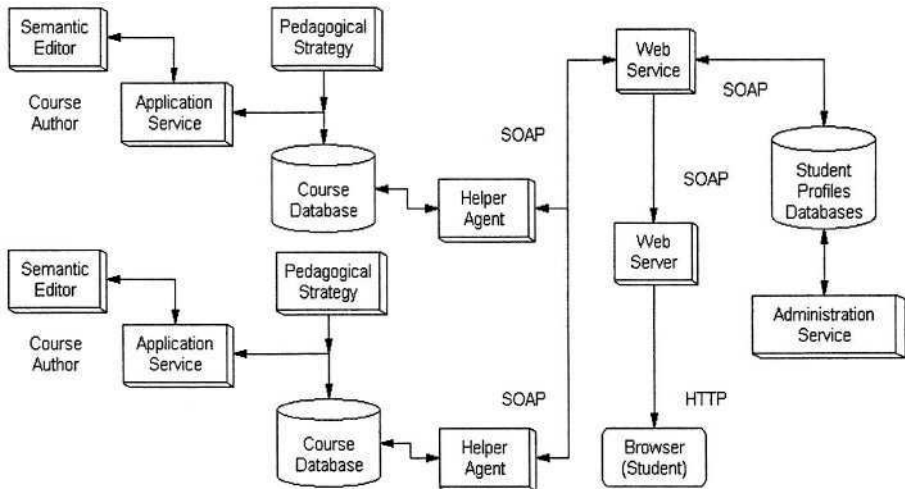 Semantic
Editor
Pedagogical
Strategy
Web
Service
Course
Author
Application
Service
SOAP
SOAP
Course
Database
Helper
Agent
SOAP
Student
Profiles
Databases
Web
Server
Semantic
Editor
Pedagogical
Strategy
Course
Author
Application
Service
Administration
Service
SOAP
HTTP
Course
Database
Helper
Agent
Browser
(Student)